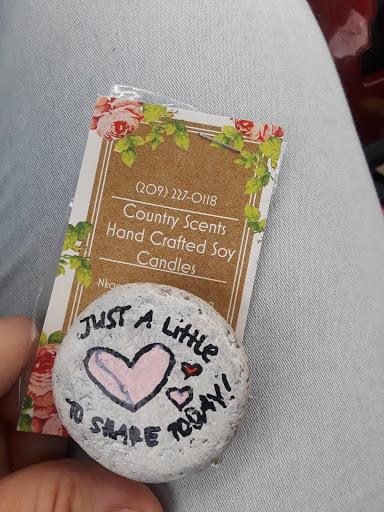 (209) 227-0118
Country Scents
Hand Crafted Soy
Candles
JUST A LittLe
TO SHARE TODAY!